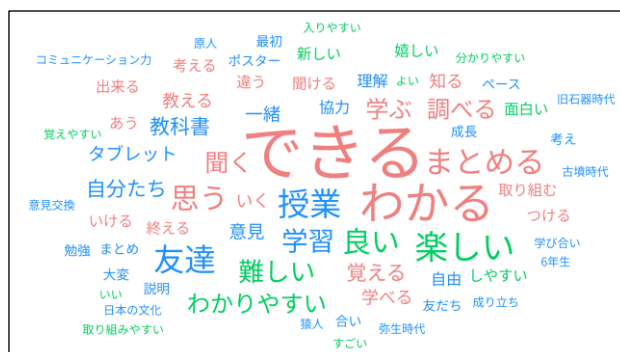 入りやすい
原人 最初
コミュニケーション力 考える ポスター 新しい 嬉しい 分かりやすい
出来る 教える 違う 聞ける 理解 よい 知る ペース
あう 教科書 一緒 協力 学ぶ 調べる 面白い 旧石器時代
覚えやすい タブレット 聞く できる まとめる 成長 考え
古墳時代
意見交換 自分たち 思う いく 授業 わかる 取り組む
いける 終える 意見 学習 良い 楽しい つける
勉強 まとめ 友達 難しい 覚える 自由 しやすい 学び合い
6年生
大変 説明
いい わかりやすい 学べる 友だち 成り立ち
日本の文化 猿人 合い 弥生時代
取り組みやすい すごい